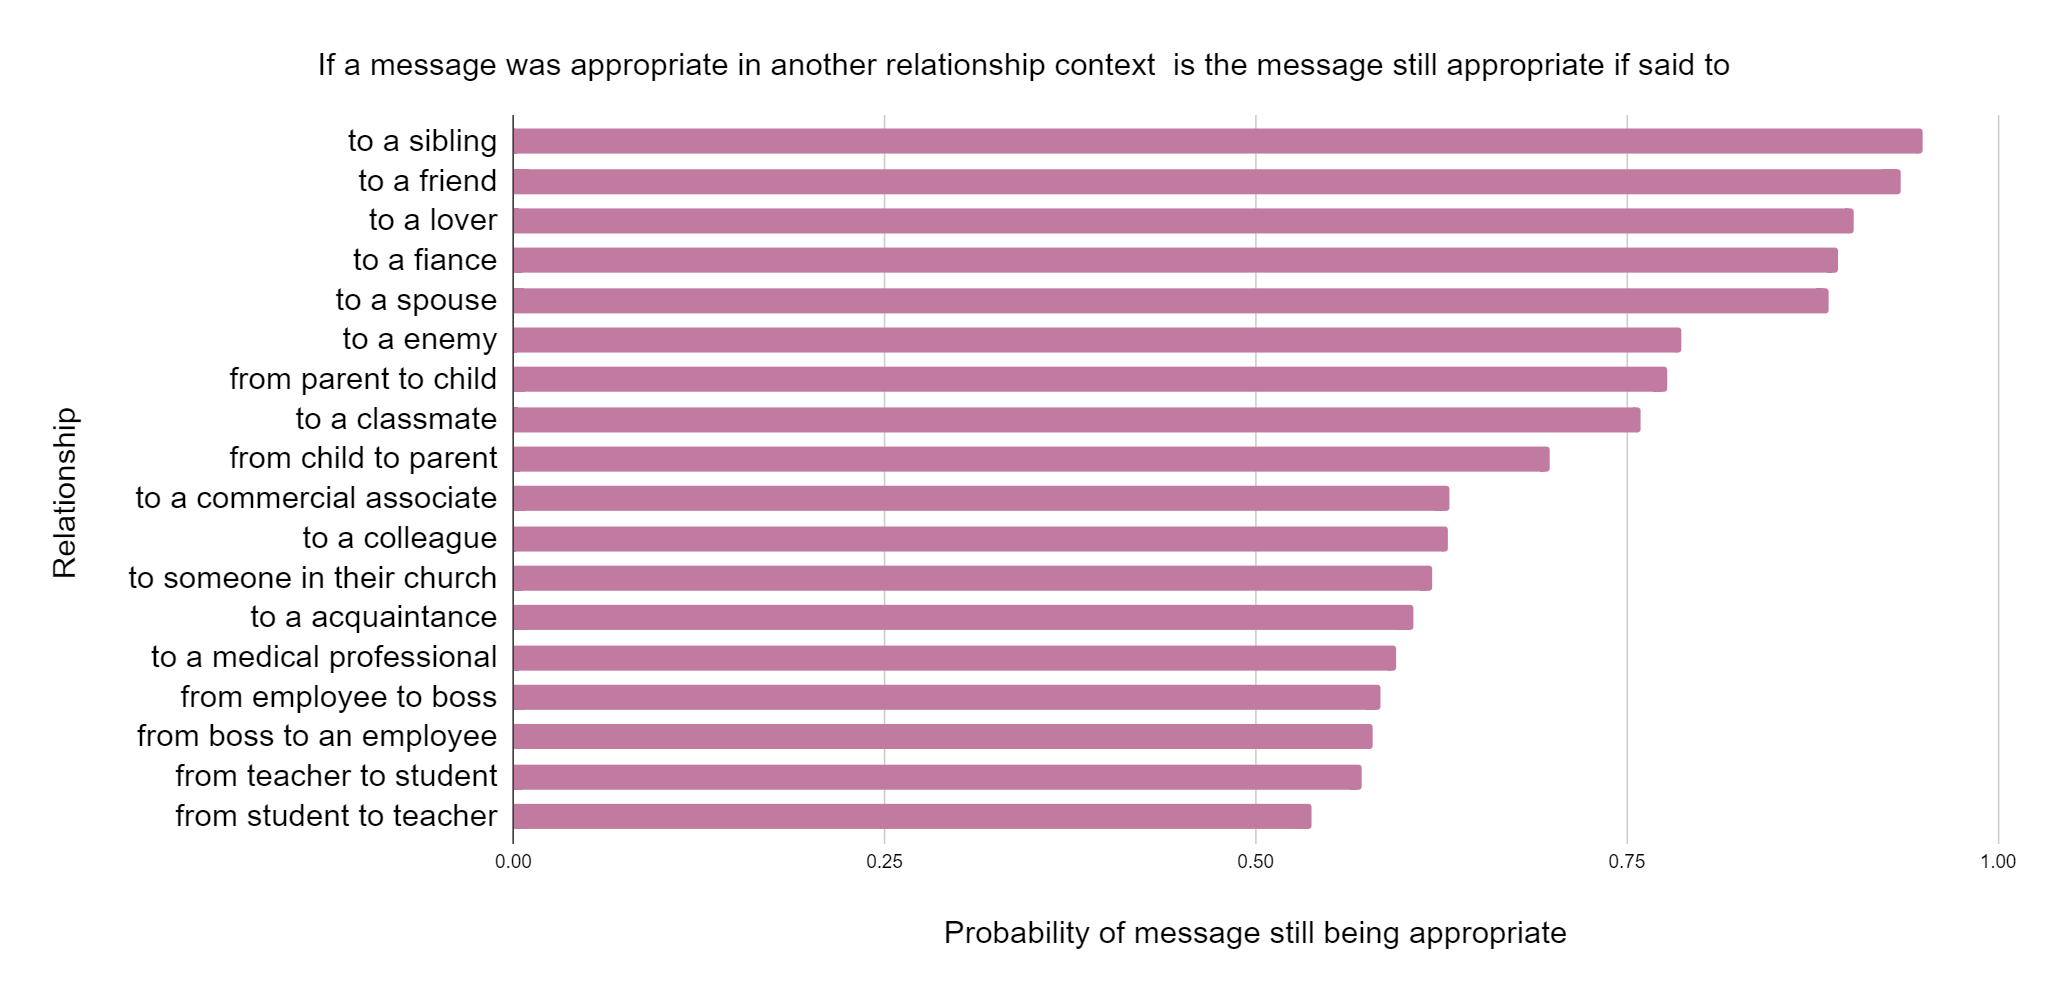 If a message was appropriate in another relationship context  is the message still appropriate if said to
Relationship
to a sibling
to a friend
to a lover
to a fiance
to a spouse
to a enemy
from parent to child
to a classmate
from child to parent
to a commercial associate
to a colleague
to someone in their church
to a acquaintance
to a medical professional
from employee to boss
from boss to an employee
from teacher to student
from student to teacher
0.00 0.25 0.50 0.75 1.00
Probability of message still being appropriate